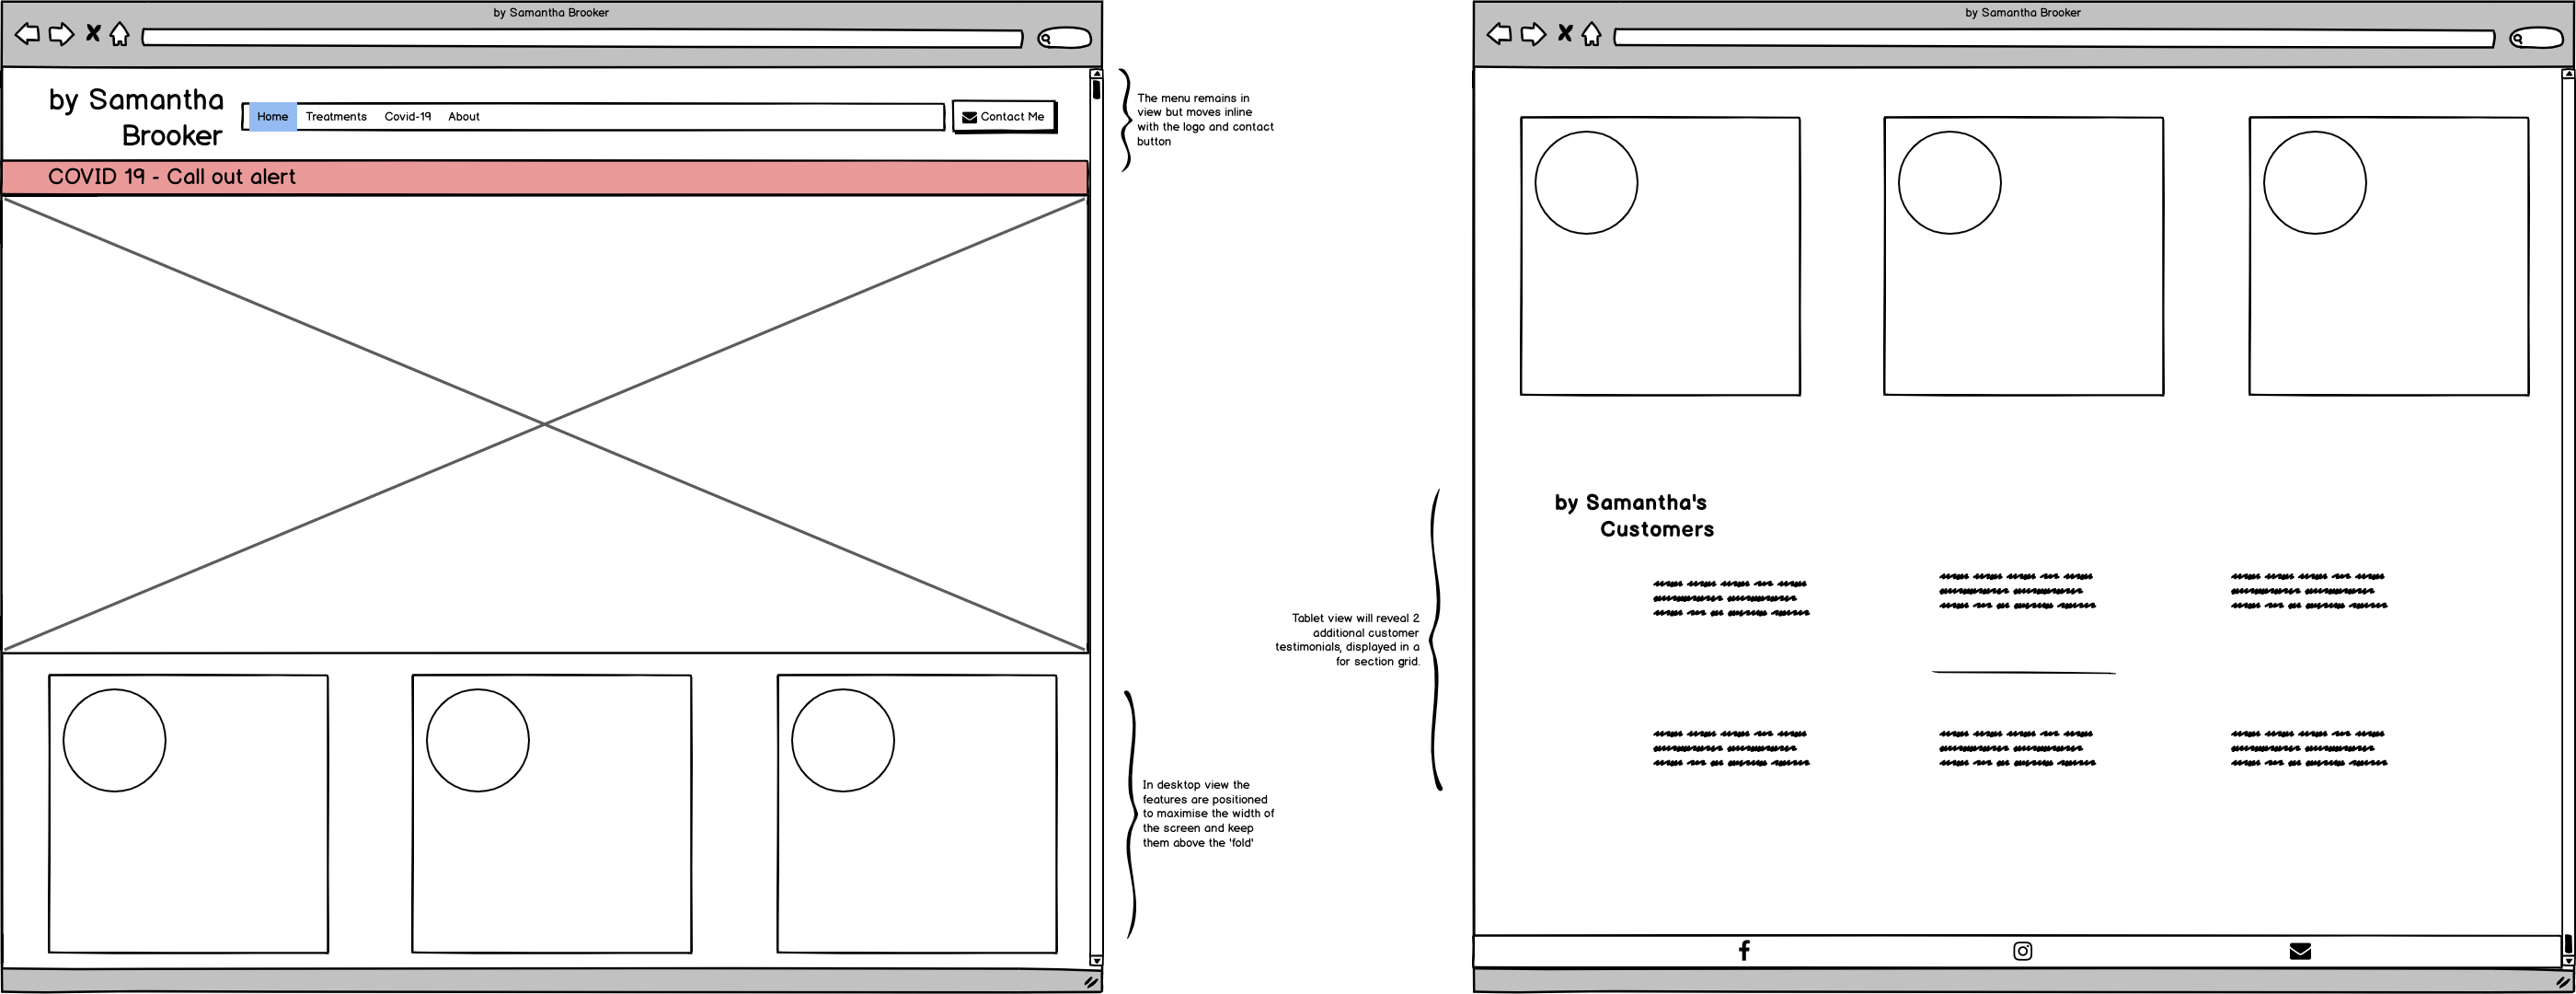 by Samantha Brooker
by Samantha
Brooker
Home Treatments Covid-19 About
Contact Me
COVID 19 - Call out alert
The menu remains in
view but moves inline
with the logo and contact
button
In desktop view the
features are positioned
to maximise the width of
the screen and keep
them above the 'fold'
by Samantha Brooker
by Samantha's
Customers
Tablet view will reveal 2
additional customer
testimonials, displayed in a
for section grid.